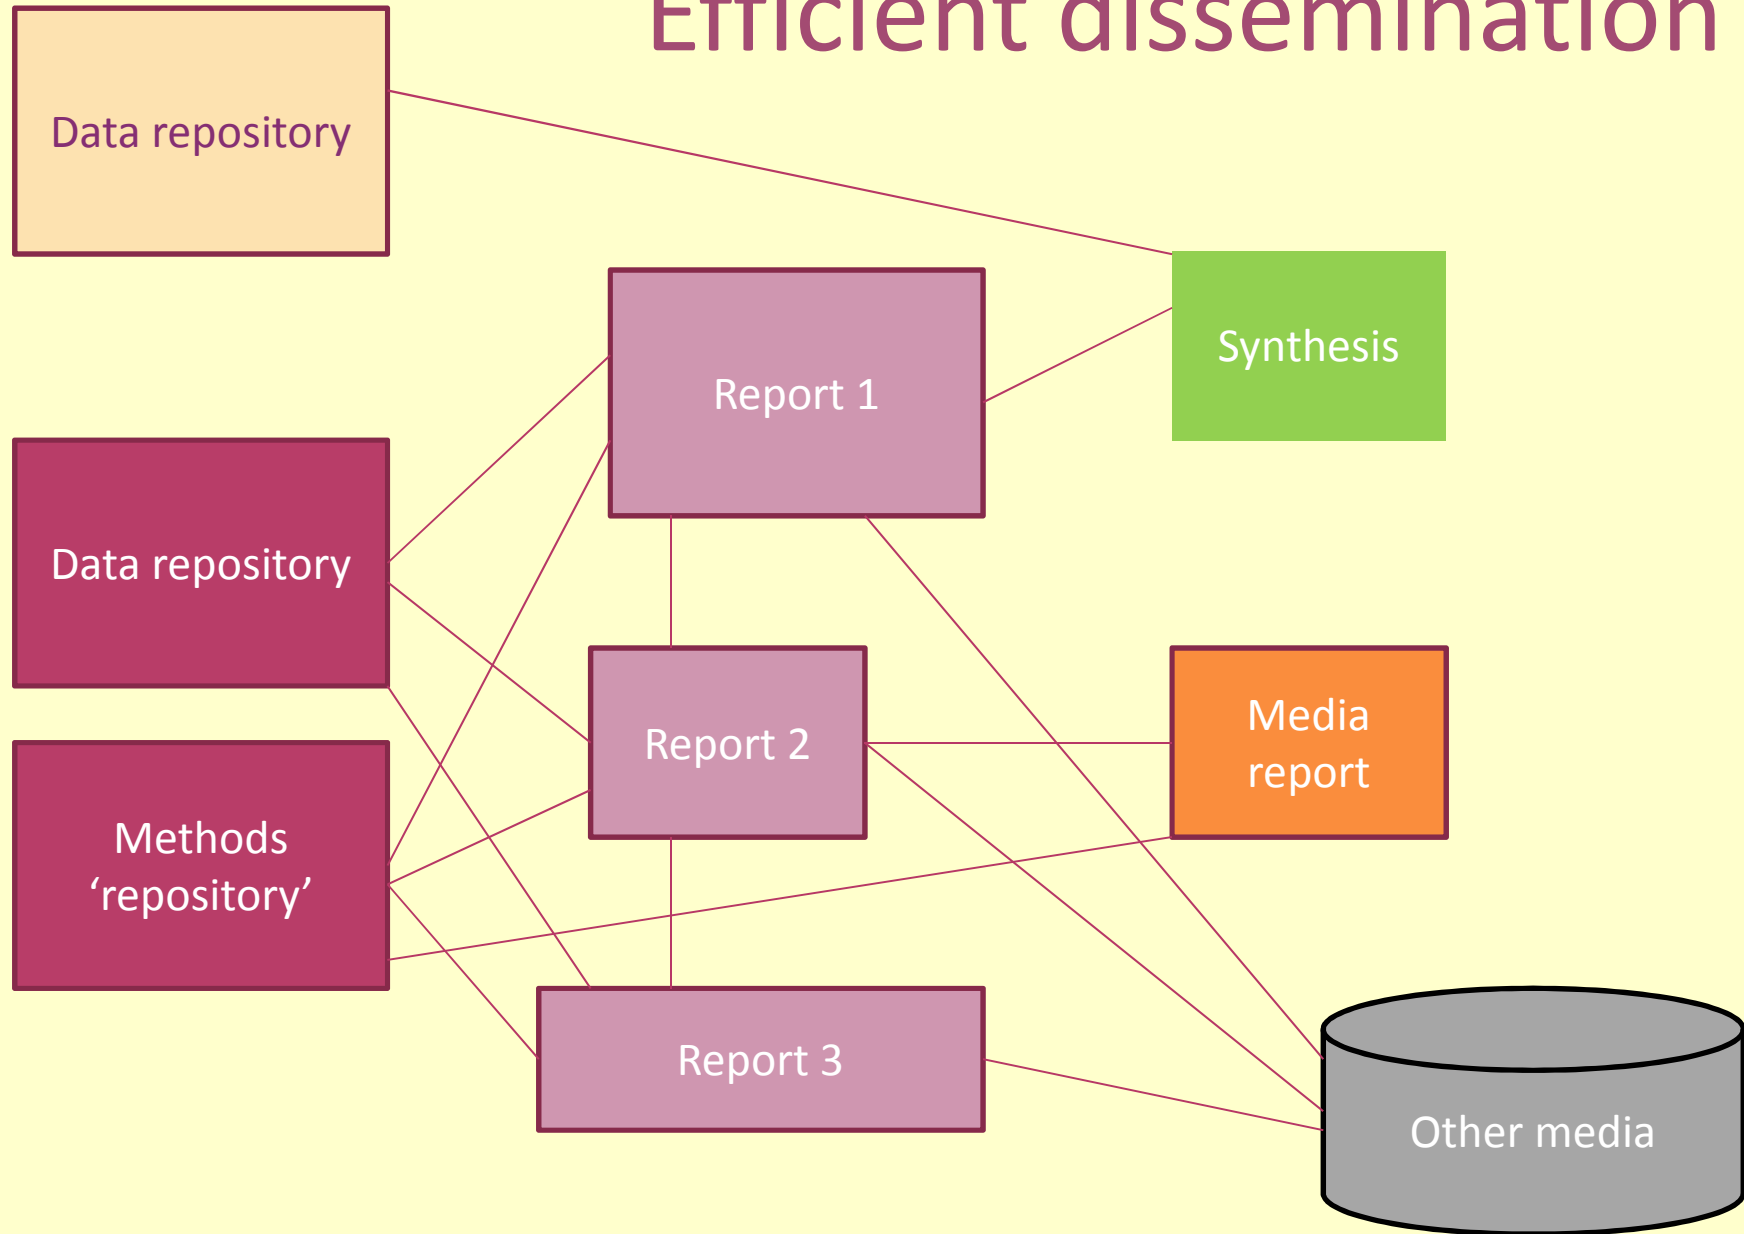 Efficient dissemination
Data repository
Synthesis
Report 1
Data repository
Report 2
Media
report
Methods
‘repository’
Report 3
Other media